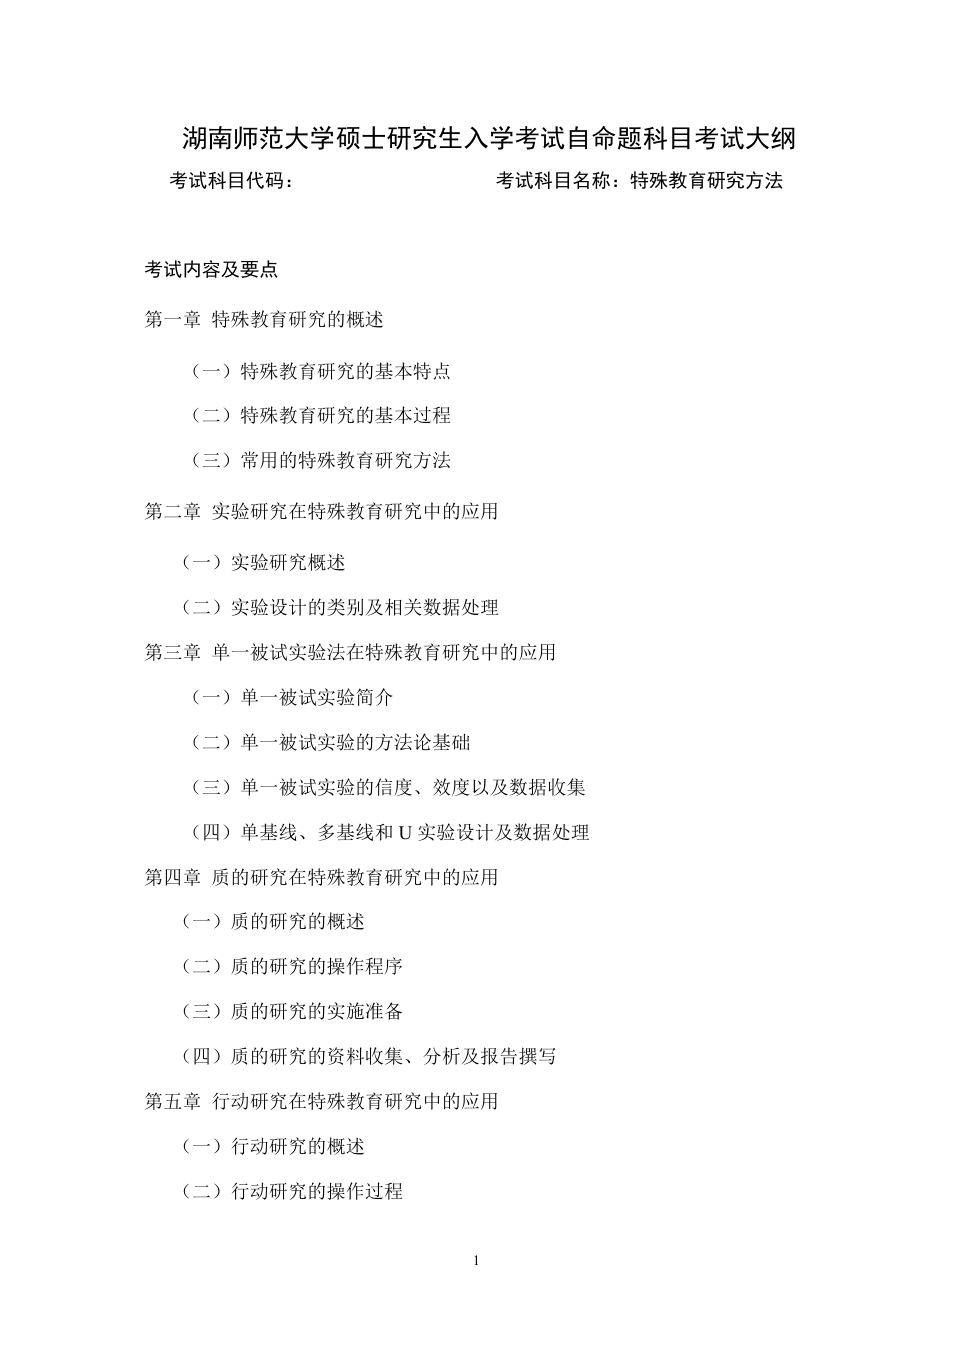 湖南师范大学硕士研究生入学考试自命题科目考试大纲
考试科目代码： 考试科目名称：特殊教育研究方法
考试内容及要点
第一章 特殊教育研究的概述
（一）特殊教育研究的基本特点
（二）特殊教育研究的基本过程
（三）常用的特殊教育研究方法
第二章 实验研究在特殊教育研究中的应用
（一）实验研究概述
（二）实验设计的类别及相关数据处理
第三章 单一被试实验法在特殊教育研究中的应用
（一）单一被试实验简介
（二）单一被试实验的方法论基础
（三）单一被试实验的信度、效度以及数据收集
（四）单基线、多基线和 U 实验设计及数据处理
第四章 质的研究在特殊教育研究中的应用
（一）质的研究的概述
（二）质的研究的操作程序
（三）质的研究的实施准备
（四）质的研究的资料收集、分析及报告撰写
第五章 行动研究在特殊教育研究中的应用
（一）行动研究的概述
（二）行动研究的操作过程
1